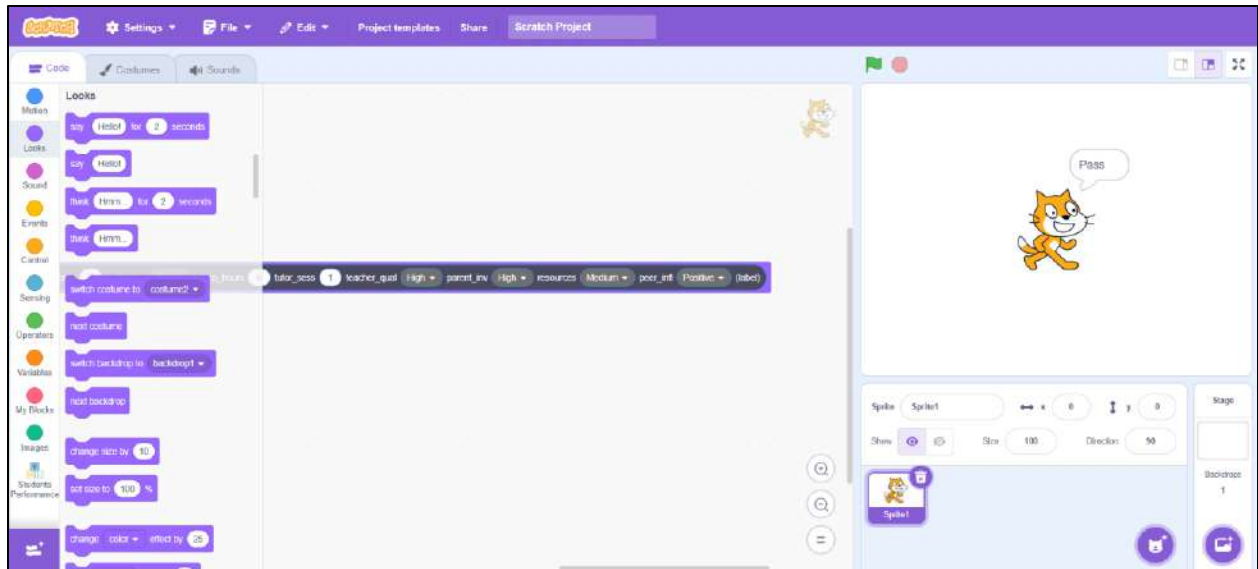 SCRATCH Settings File Edit Project templates Share Scratch Project
Code Costumes Sounds
Motion
Looks
Sound
Events
Control
Sensing
Operators
Variables
My Blocks
Images
Students
Performance
Looks
say Hello! for 2 seconds
say Hello!
think Hmm... for 2 seconds
think Hmm...
switch costume to costume2
next costume
switch backdrop to backdrop1
next backdrop
change size by 10
set size to 100 %
change color effect by 25
tutor_sess 1 teacher_qual High parent_inv High resources Medium peer_infl Positive (label)
Pass
Sprite Sprite1 x 0 y 0
Show Size 100 Direction 90
Sprite1
Stage
Backdrops
1